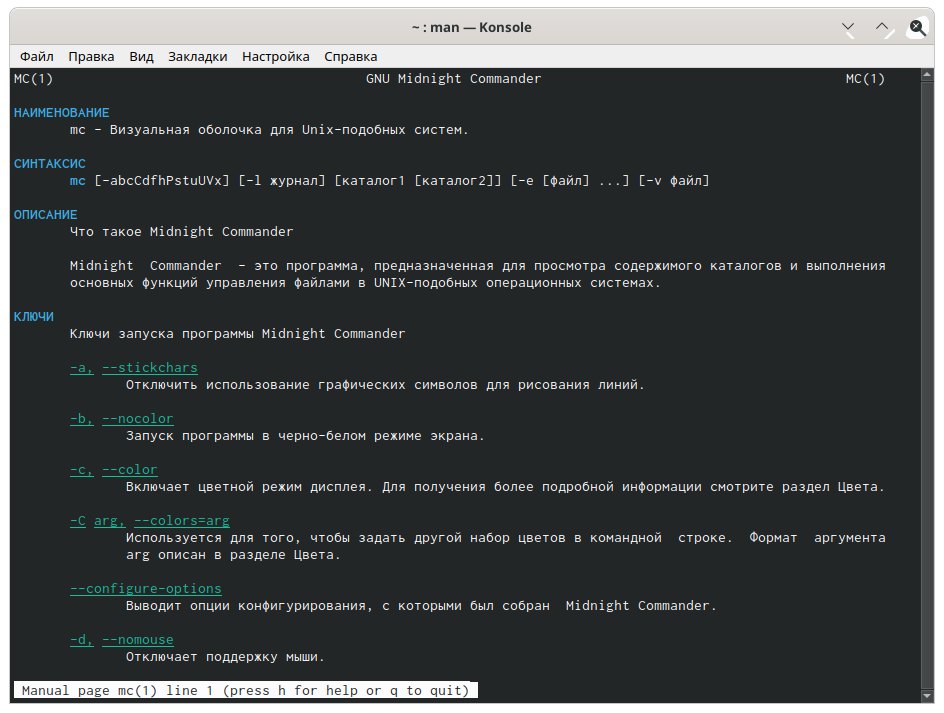 ~ : man — Konsole
Файл Правка Вид Закладки Настройка Справка
MC(1) GNU Midnight Commander MC(1)
НАИМЕНОВАНИЕ
mc - Визуальная оболочка для Unix-подобных систем.
СИНТАКСИС
mc [-abcCdfhPstuUVx] [-l журнал] [каталог1 [каталог2]] [-e [файл] ...] [-v файл]
ОПИСАНИЕ
Что такое Midnight Commander
Midnight Commander - это программа, предназначенная для просмотра содержимого каталогов и выполнения
основных функций управления файлами в UNIX-подобных операционных системах.
КЛЮЧИ
Ключи запуска программы Midnight Commander
-a, --stickchars
Отключить использование графических символов для рисования линий.
-b, --nocolor
Запуск программы в черно-белом режиме экрана.
-c, --color
Включает цветной режим дисплея. Для получения более подробной информации смотрите раздел Цвета.
-C arg, --colors=arg
Используется для того, чтобы задать другой набор цветов в командной строке. Формат аргумента
arg описан в разделе Цвета.
--configure-options
Выводит опции конфигурирования, с которыми был собран Midnight Commander.
-d, --nomouse
Отключает поддержку мыши.
Manual page mc(1) line 1 (press h for help or q to quit)